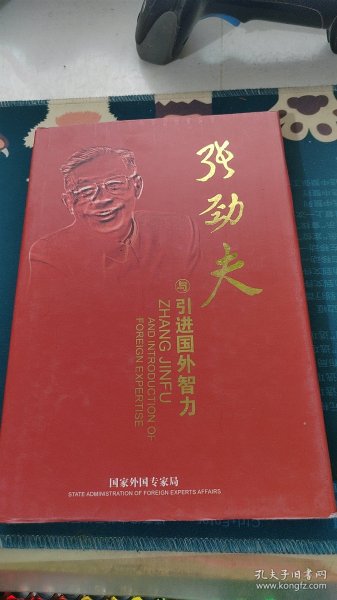 张劲夫
与引进国外智力
ZHANG JINFU
AND INTRODUCTION OF
FOREIGN EXPERTISE
国家外国专家局
STATE ADMINISTRATION OF FOREIGN EXPERTS AFFAIRS
孔夫子旧书网
www.kongfz.com